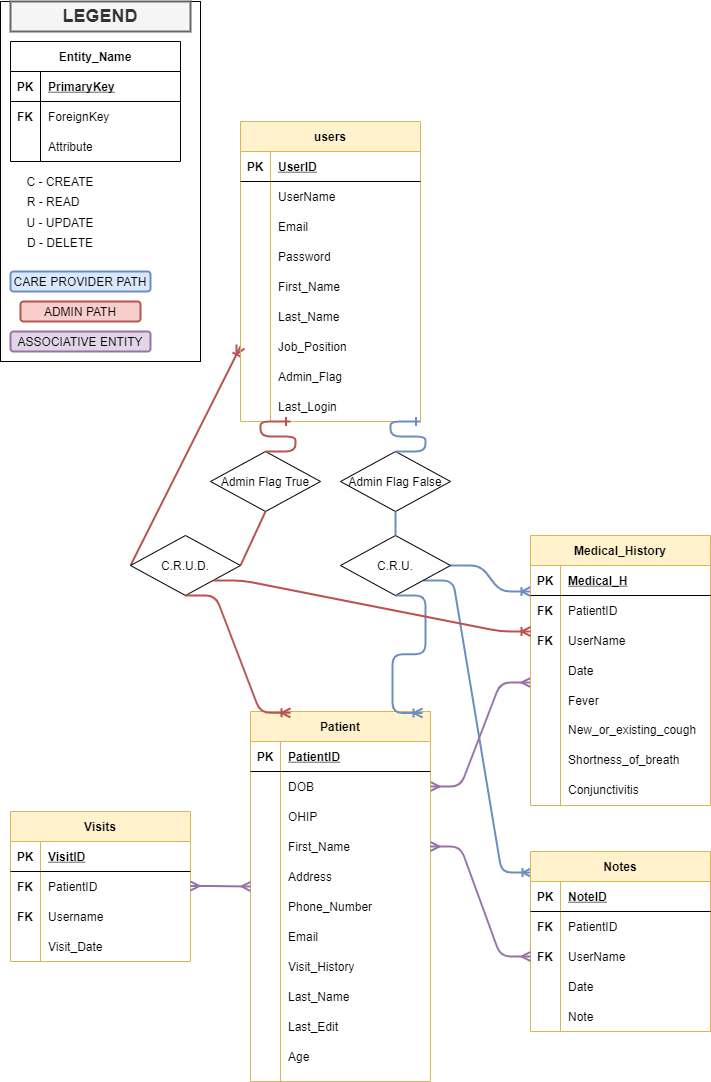 LEGEND
Entity_Name
PK PrimaryKey
FK ForeignKey
Attribute
C - CREATE
R - READ
U - UPDATE
D - DELETE
CARE PROVIDER PATH
ADMIN PATH
ASSOCIATIVE ENTITY
users
PK UserID
UserName
Email
Password
First_Name
Last_Name
Job_Position
Admin_Flag
Last_Login
Admin Flag True
Admin Flag False
C.R.U.D.
C.R.U.
Medical_History
PK Medical_H
FK PatientID
FK UserName
Date
Fever
New_or_existing_cough
Shortness_of_breath
Conjunctivitis
Patient
PK PatientID
DOB
OHIP
First_Name
Address
Phone_Number
Email
Visit_History
Last_Name
Last_Edit
Age
Visits
PK VisitID
FK PatientID
FK Username
Visit_Date
Notes
PK NoteID
FK PatientID
FK UserName
Date
Note